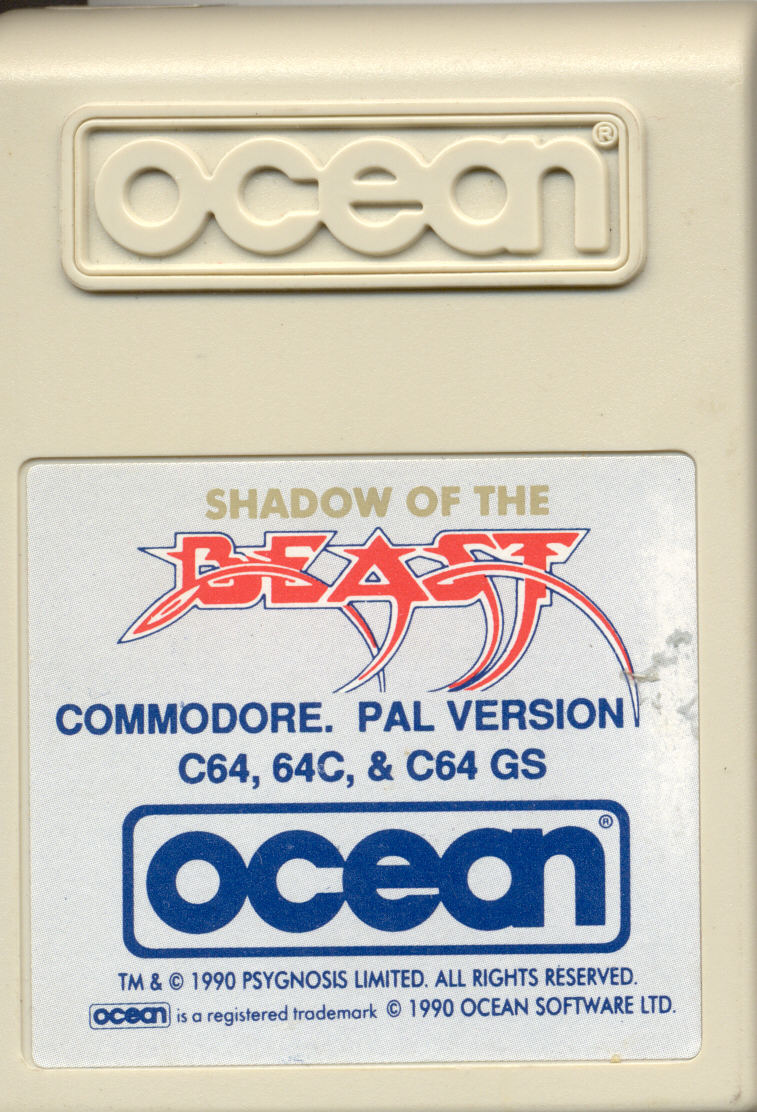 ocean®
SHADOW OF THE
BEAST
COMMODORE. PAL VERSION
C64, 64C, & C64 GS
ocean®
TM & © 1990 PSYGNOSIS LIMITED. ALL RIGHTS RESERVED.
ocean is a registered trademark © 1990 OCEAN SOFTWARE LTD.